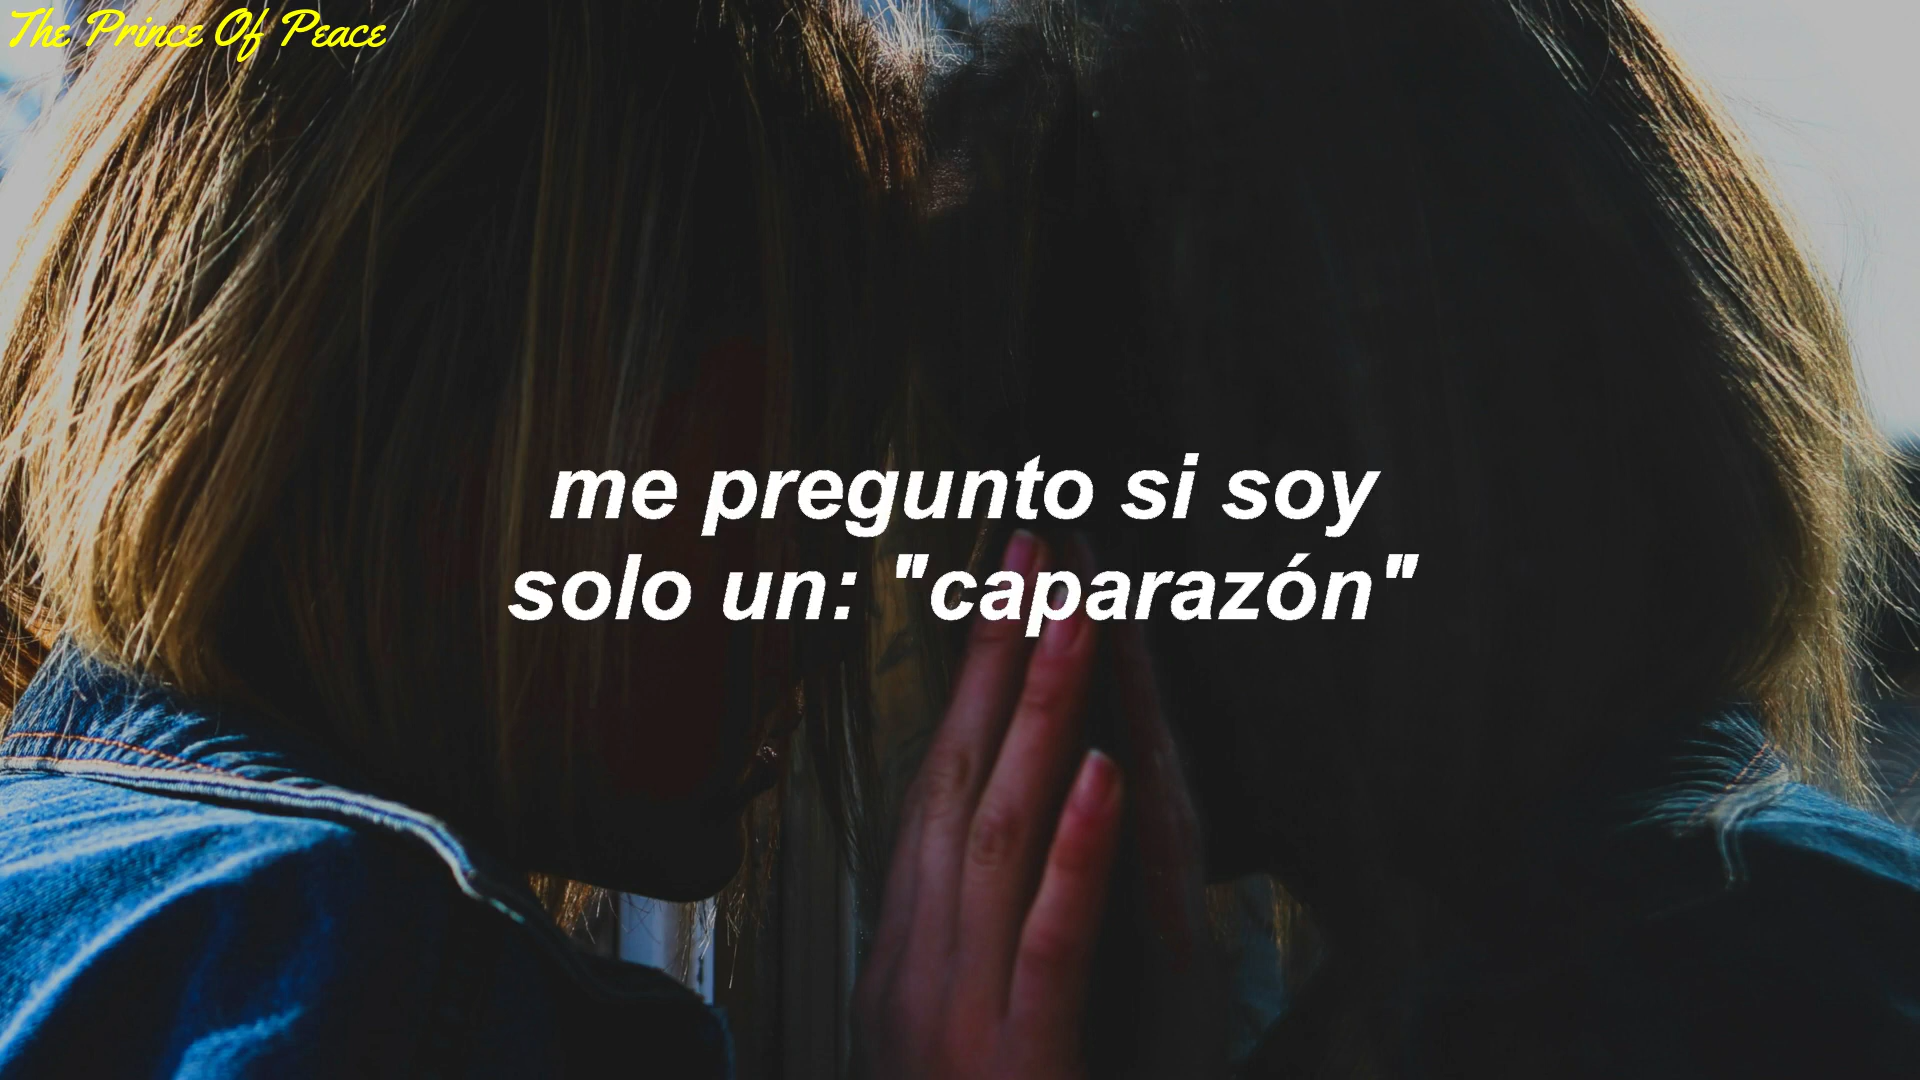 The Prince Of Peace
me pregunto si soy
solo un: "caparazón"